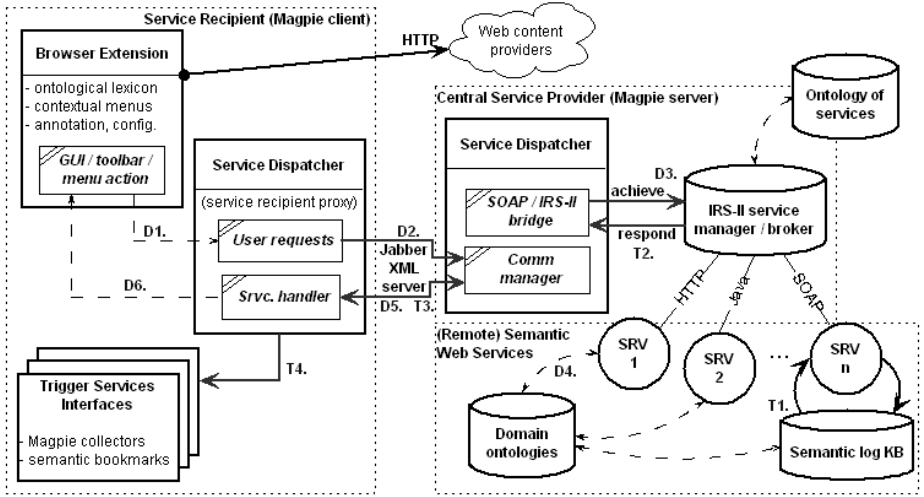 Service Recipient (Magpie client)
Browser Extension
- ontological lexicon
- contextual menus
- annotation, config.
GUI / toolbar /
menu action
HTTP
Web content
providers
Service Dispatcher
(service recipient proxy)
User requests
Srvc. handler
D1.
D6.
D2.
Jabber
XML
server
D5. T3.
T4.
Trigger Services
Interfaces
- Magpie collectors
- semantic bookmarks
Central Service Provider (Magpie server)
Service Dispatcher
SOAP / IRS-II
bridge
Comm
manager
D3.
achieve
respond
T2.
Ontology of
services
IRS-II service
manager / broker
HTTP
Java
SOAP
(Remote) Semantic
Web Services
SRV
1
SRV
2
...
SRV
n
D4.
T1.
Domain
ontologies
Semantic log KB